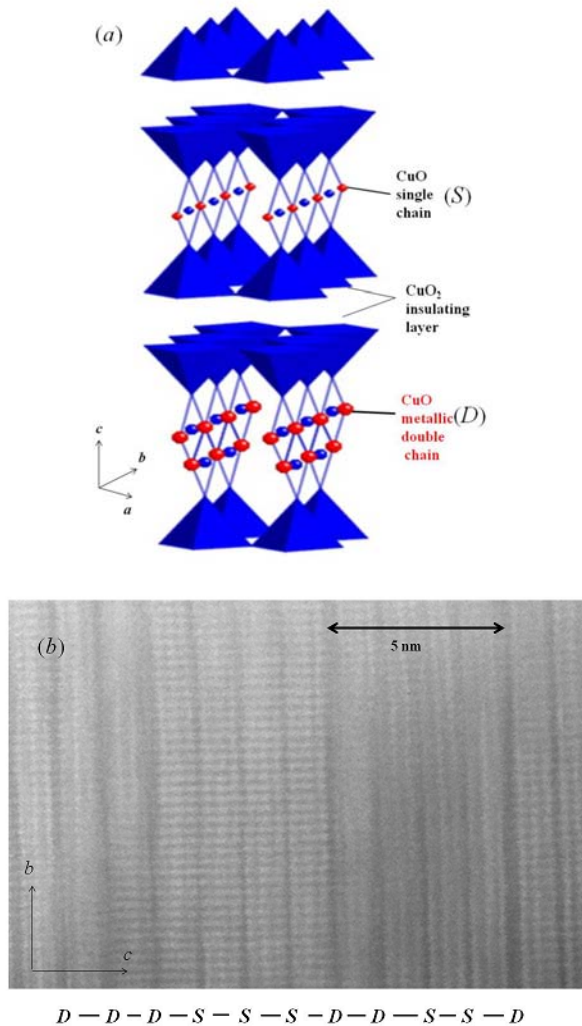 (a)
CuO
single (S)
chain
CuO2
insulating
layer
CuO
metallic(D)
double
chain
c
b
a
(b)
5 nm
b
c
D – D – D – S – S – S – D – D – S – S – D